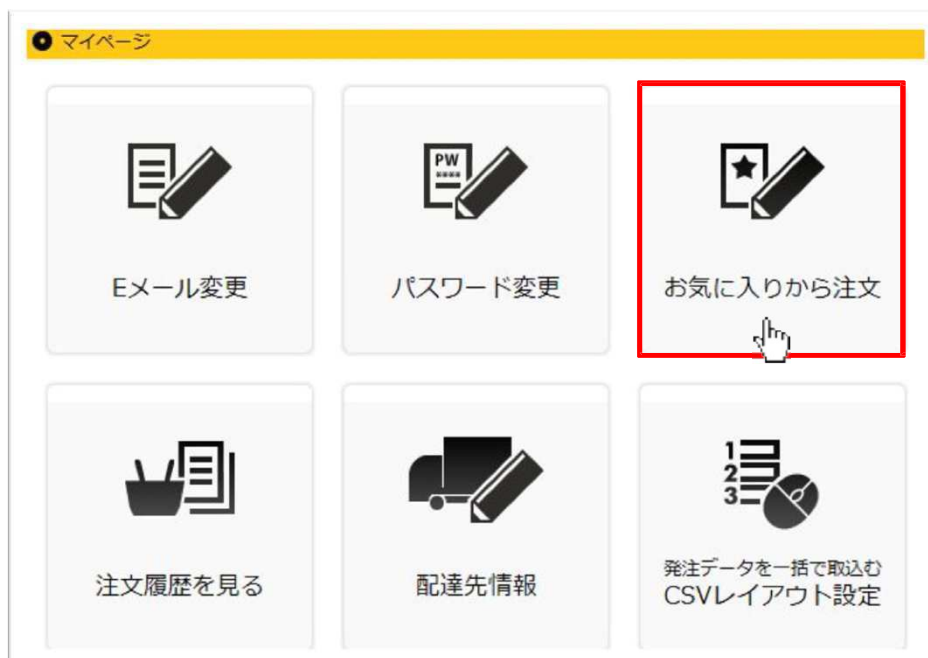 マイページ
PW
****
Eメール変更
パスワード変更
お気に入りから注文
1
2
3
注文履歴を見る
配達先情報
発注データを一括で取込む
CSVレイアウト設定